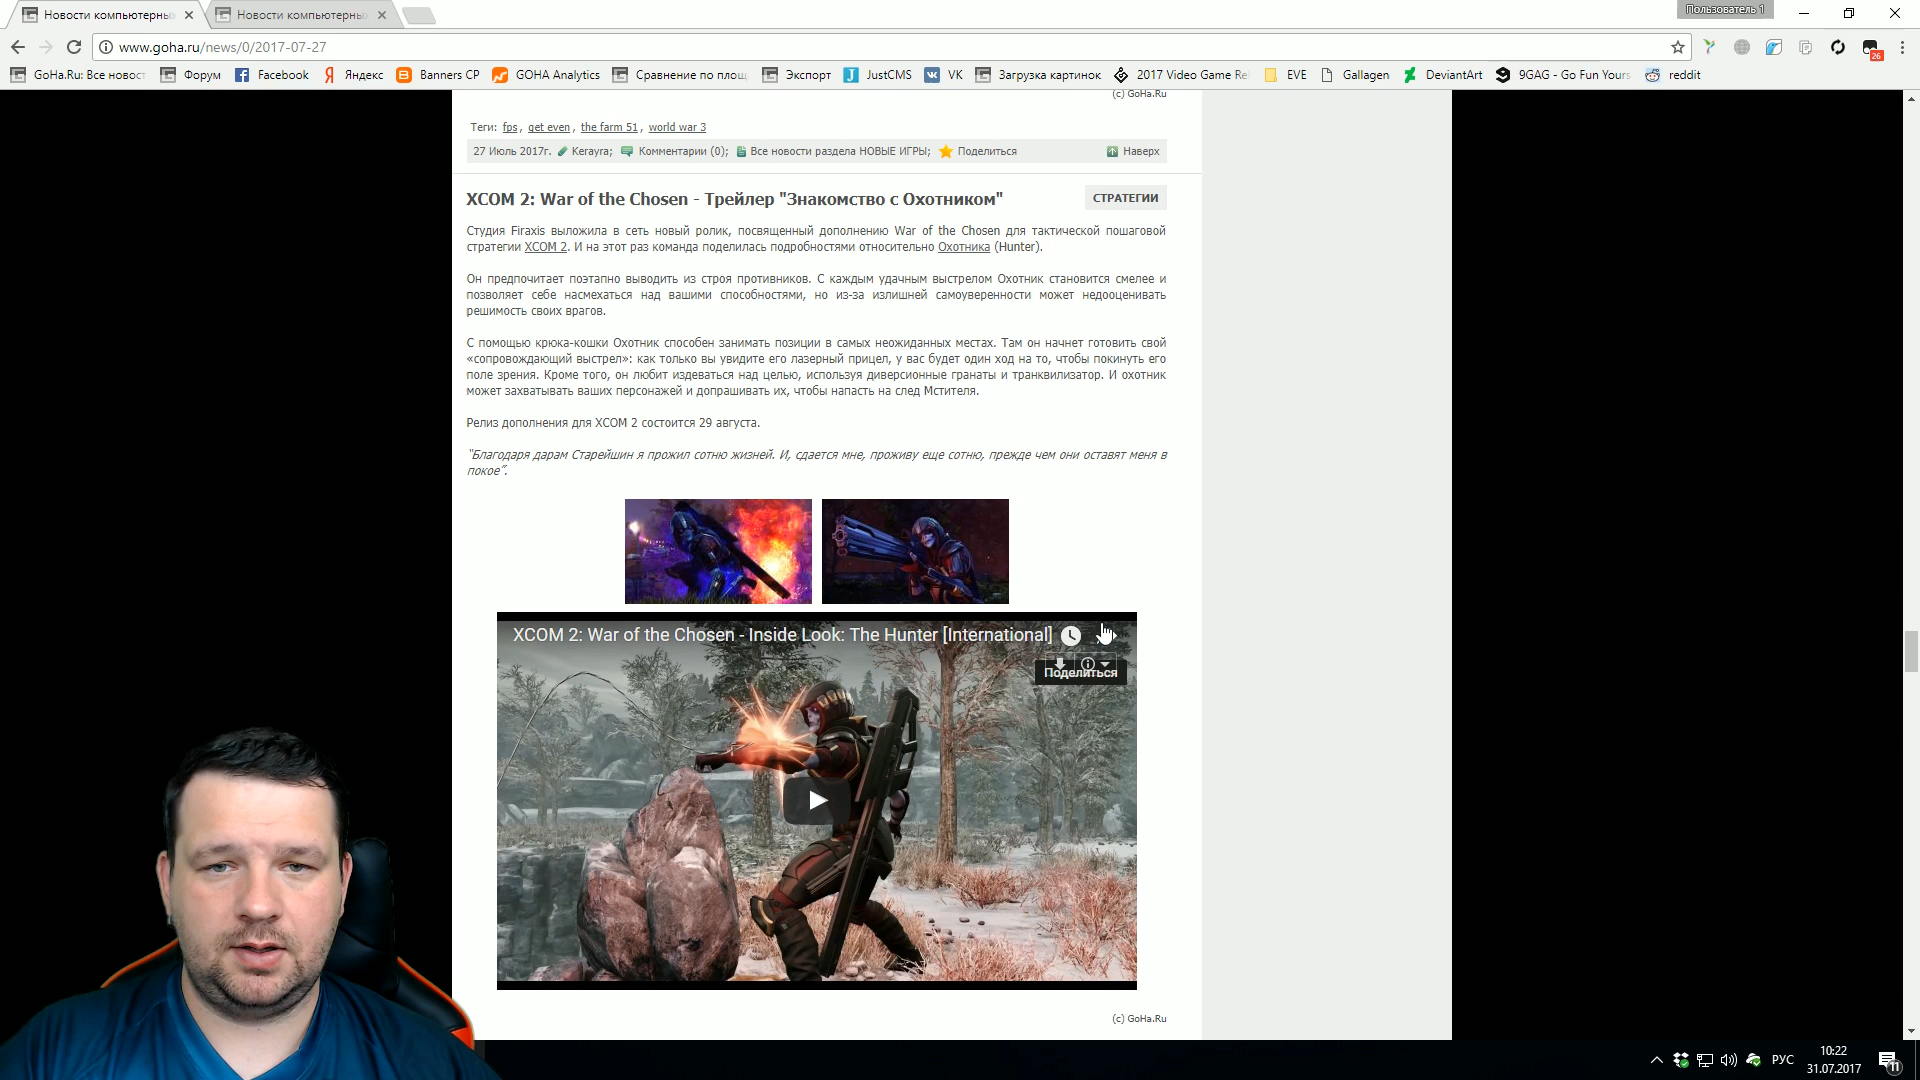 Новости компьютерны
Новости компьютерны
Пользователь 1
www.goha.ru/news/0/2017-07-27
26
GoHa.Ru: Все новост
Форум
Facebook
Яндекс
Banners CP
GOHA Analytics
Сравнение по площ
Экспорт
JustCMS
VK
Загрузка картинок
2017 Video Game Re
EVE
Gallagen
DeviantArt
9GAG - Go Fun Yours
reddit
(c) GoHa.Ru
Теги: fps, get even, the farm 51, world war 3
27 Июль 2017г. Kerayra; Комментарии (0); Все новости раздела НОВЫЕ ИГРЫ; Поделиться Наверх
XCOM 2: War of the Chosen - Трейлер "Знакомство с Охотником"
СТРАТЕГИИ
Студия Firaxis выложила в сеть новый ролик, посвященный дополнению War of the Chosen для тактической пошаговой
стратегии XCOM 2. И на этот раз команда поделилась подробностями относительно Охотника (Hunter).
Он предпочитает поэтапно выводить из строя противников. С каждым удачным выстрелом Охотник становится смелее и
позволяет себе насмехаться над вашими способностями, но из-за излишней самоуверенности может недооценивать
решимость своих врагов.
С помощью крюка-кошки Охотник способен занимать позиции в самых неожиданных местах. Там он начнет готовить свой
«сопровождающий выстрел»: как только вы увидите его лазерный прицел, у вас будет один ход на то, чтобы покинуть его
поле зрения. Кроме того, он любит издеваться над целью, используя диверсионные гранаты и транквилизатор. И охотник
может захватывать ваших персонажей и допрашивать их, чтобы напасть на след Мстителя.
Релиз дополнения для XCOM 2 состоится 29 августа.
"Благодаря дарам Старейшин я прожил сотню жизней. И, сдается мне, проживу еще сотню, прежде чем они оставят меня в
покое".
XCOM 2: War of the Chosen - Inside Look: The Hunter [International]
Поделиться
(c) GoHa.Ru
РУС
10:22
31.07.2017
11